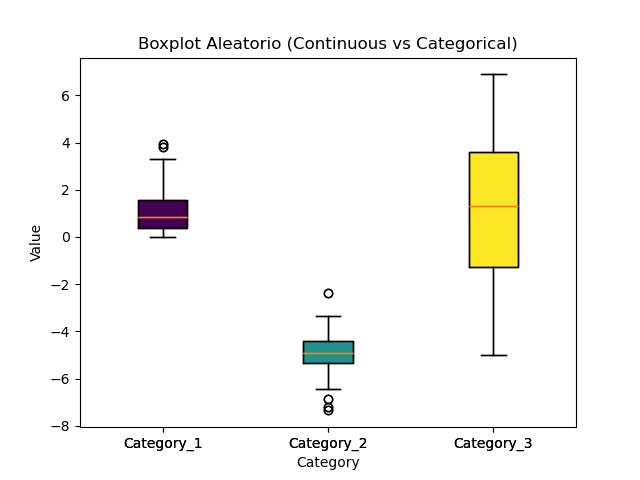 Boxplot Aleatorio (Continuous vs Categorical)
6
4
2
0
−2
−4
−6
−8
Value
Category_1 Category_2 Category_3
Category